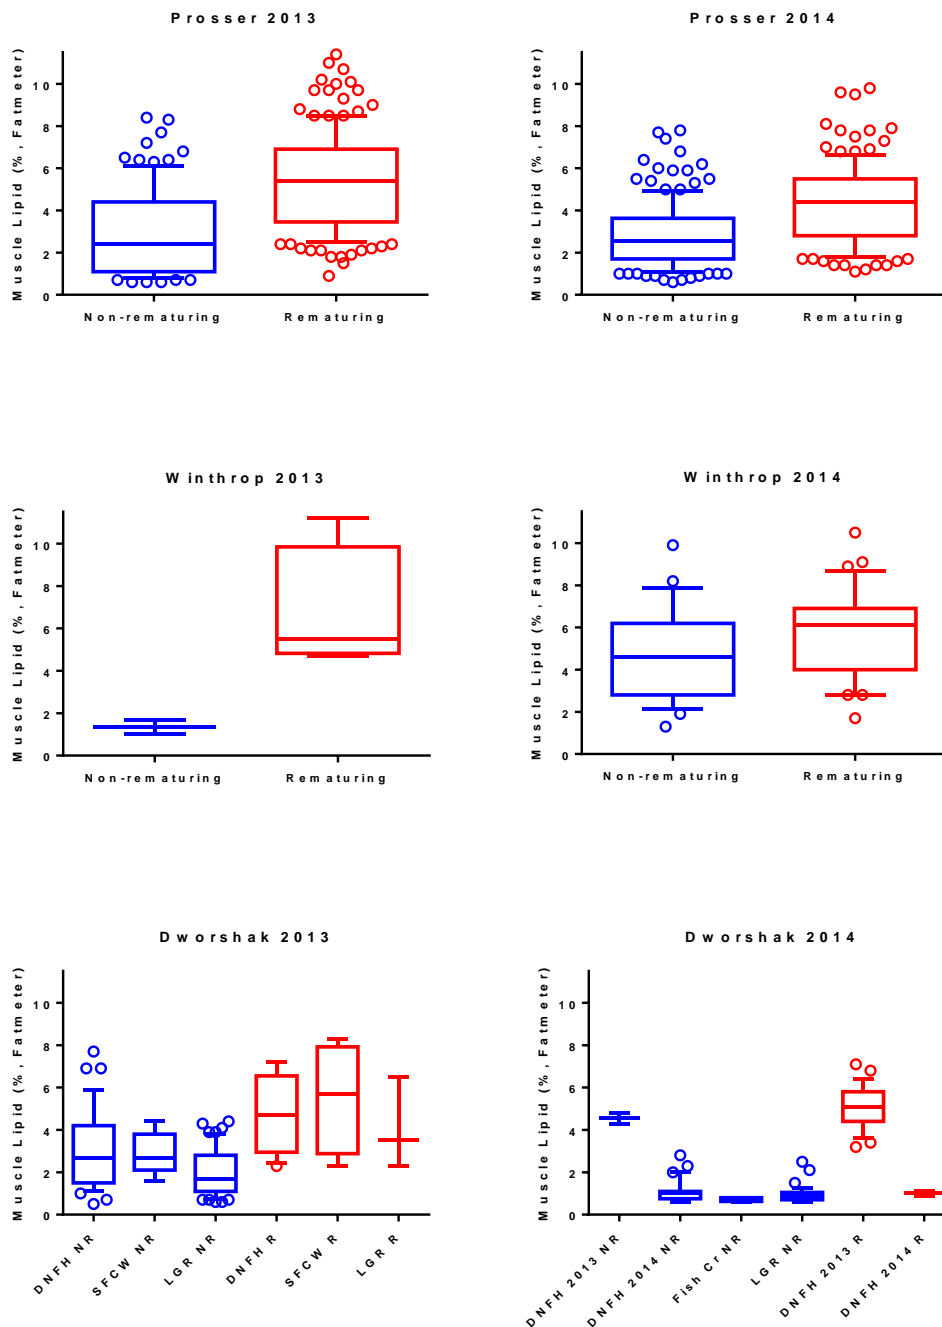 Prosser 2013
Muscle Lipid (%, Fatmeter)
10
8
6
4
2
0
Non-rematuring Rematuring
Prosser 2014
Muscle Lipid (%, Fatmeter)
10
8
6
4
2
0
Non-rematuring Rematuring
Winthrop 2013
Muscle Lipid (%, Fatmeter)
10
8
6
4
2
0
Non-rematuring Rematuring
Winthrop 2014
Muscle Lipid (%, Fatmeter)
10
8
6
4
2
0
Non-rematuring Rematuring
Dworshak 2013
Muscle Lipid (%, Fatmeter)
10
8
6
4
2
0
DNFH NR
SFCW NR
LGR NR
DNFH R
SFCW R
LGR R
Dworshak 2014
Muscle Lipid (%, Fatmeter)
10
8
6
4
2
0
DNFH 2013 NR
DNFH 2014 NR
Fish Cr NR
LGR NR
DNFH 2013 R
DNFH 2014 R